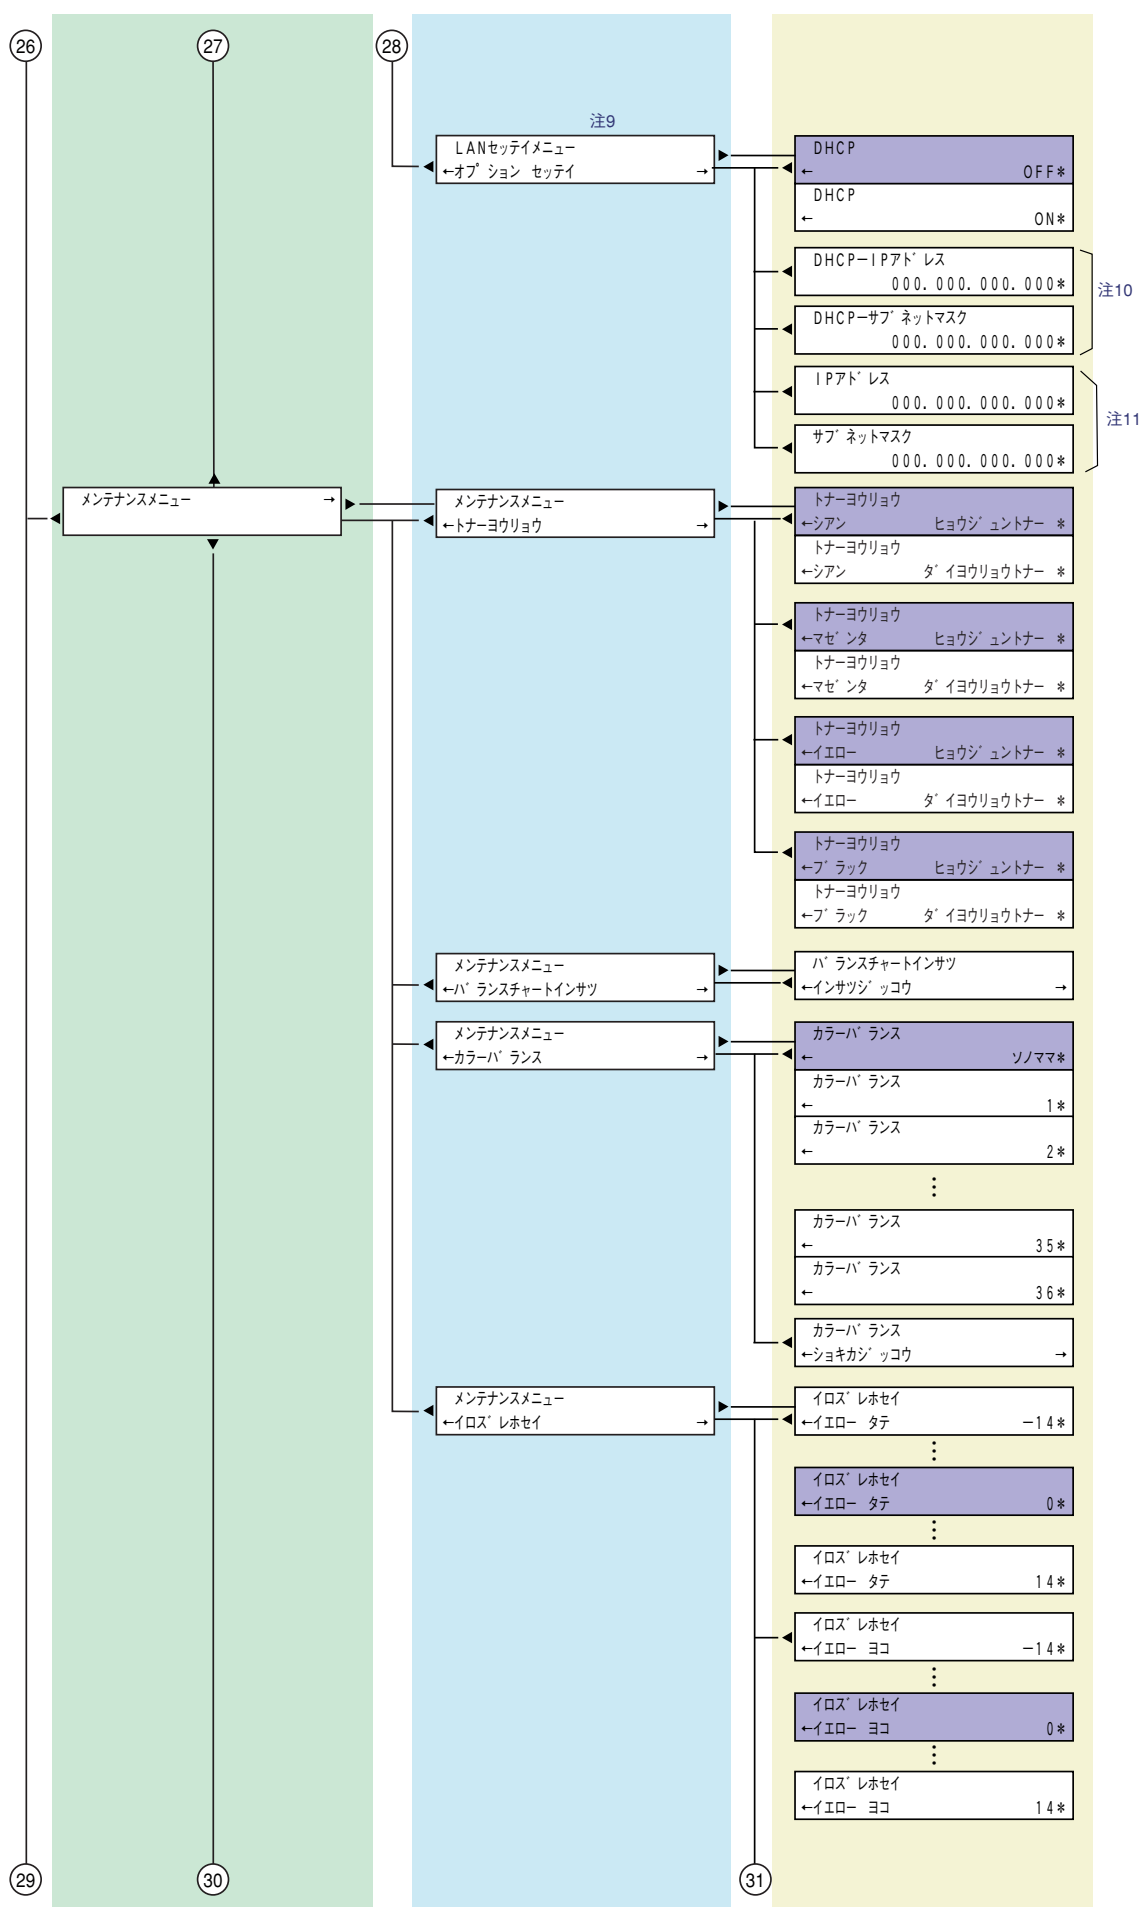 26
27
28
注9
LANセッテイメニュー
←オプション セッテイ →
DHCP
← OFF*
DHCP
← ON*
DHCP−IPアドレス
000. 000. 000. 000*
DHCP−サブネットマスク
000. 000. 000. 000*
注10
IPアドレス
000. 000. 000. 000*
サブネットマスク
000. 000. 000. 000*
注11
メンテナンスメニュー →
メンテナンスメニュー
←トナーヨウリョウ →
トナーヨウリョウ
←シアン ヒョウジュントナー *
トナーヨウリョウ
←シアン ダイヨウリョウトナー *
トナーヨウリョウ
←マゼンタ ヒョウジュントナー *
トナーヨウリョウ
←マゼンタ ダイヨウリョウトナー *
トナーヨウリョウ
←イエロー ヒョウジュントナー *
トナーヨウリョウ
←イエロー ダイヨウリョウトナー *
トナーヨウリョウ
←ブラック ヒョウジュントナー *
トナーヨウリョウ
←ブラック ダイヨウリョウトナー *
メンテナンスメニュー
←バランスチャートインサツ →
バランスチャートインサツ
←インサツジッコウ →
メンテナンスメニュー
←カラーバランス →
カラーバランス
← ソノママ*
カラーバランス
← 1*
カラーバランス
← 2*
⋮
カラーバランス
← 35*
カラーバランス
← 36*
カラーバランス
←ショキカジッコウ →
メンテナンスメニュー
←イロズレホセイ →
イロズレホセイ
←イエロー タテ −14*
⋮
イロズレホセイ
←イエロー タテ 0*
⋮
イロズレホセイ
←イエロー タテ 14*
イロズレホセイ
←イエロー ヨコ −14*
⋮
イロズレホセイ
←イエロー ヨコ 0*
⋮
イロズレホセイ
←イエロー ヨコ 14*
29
30
31